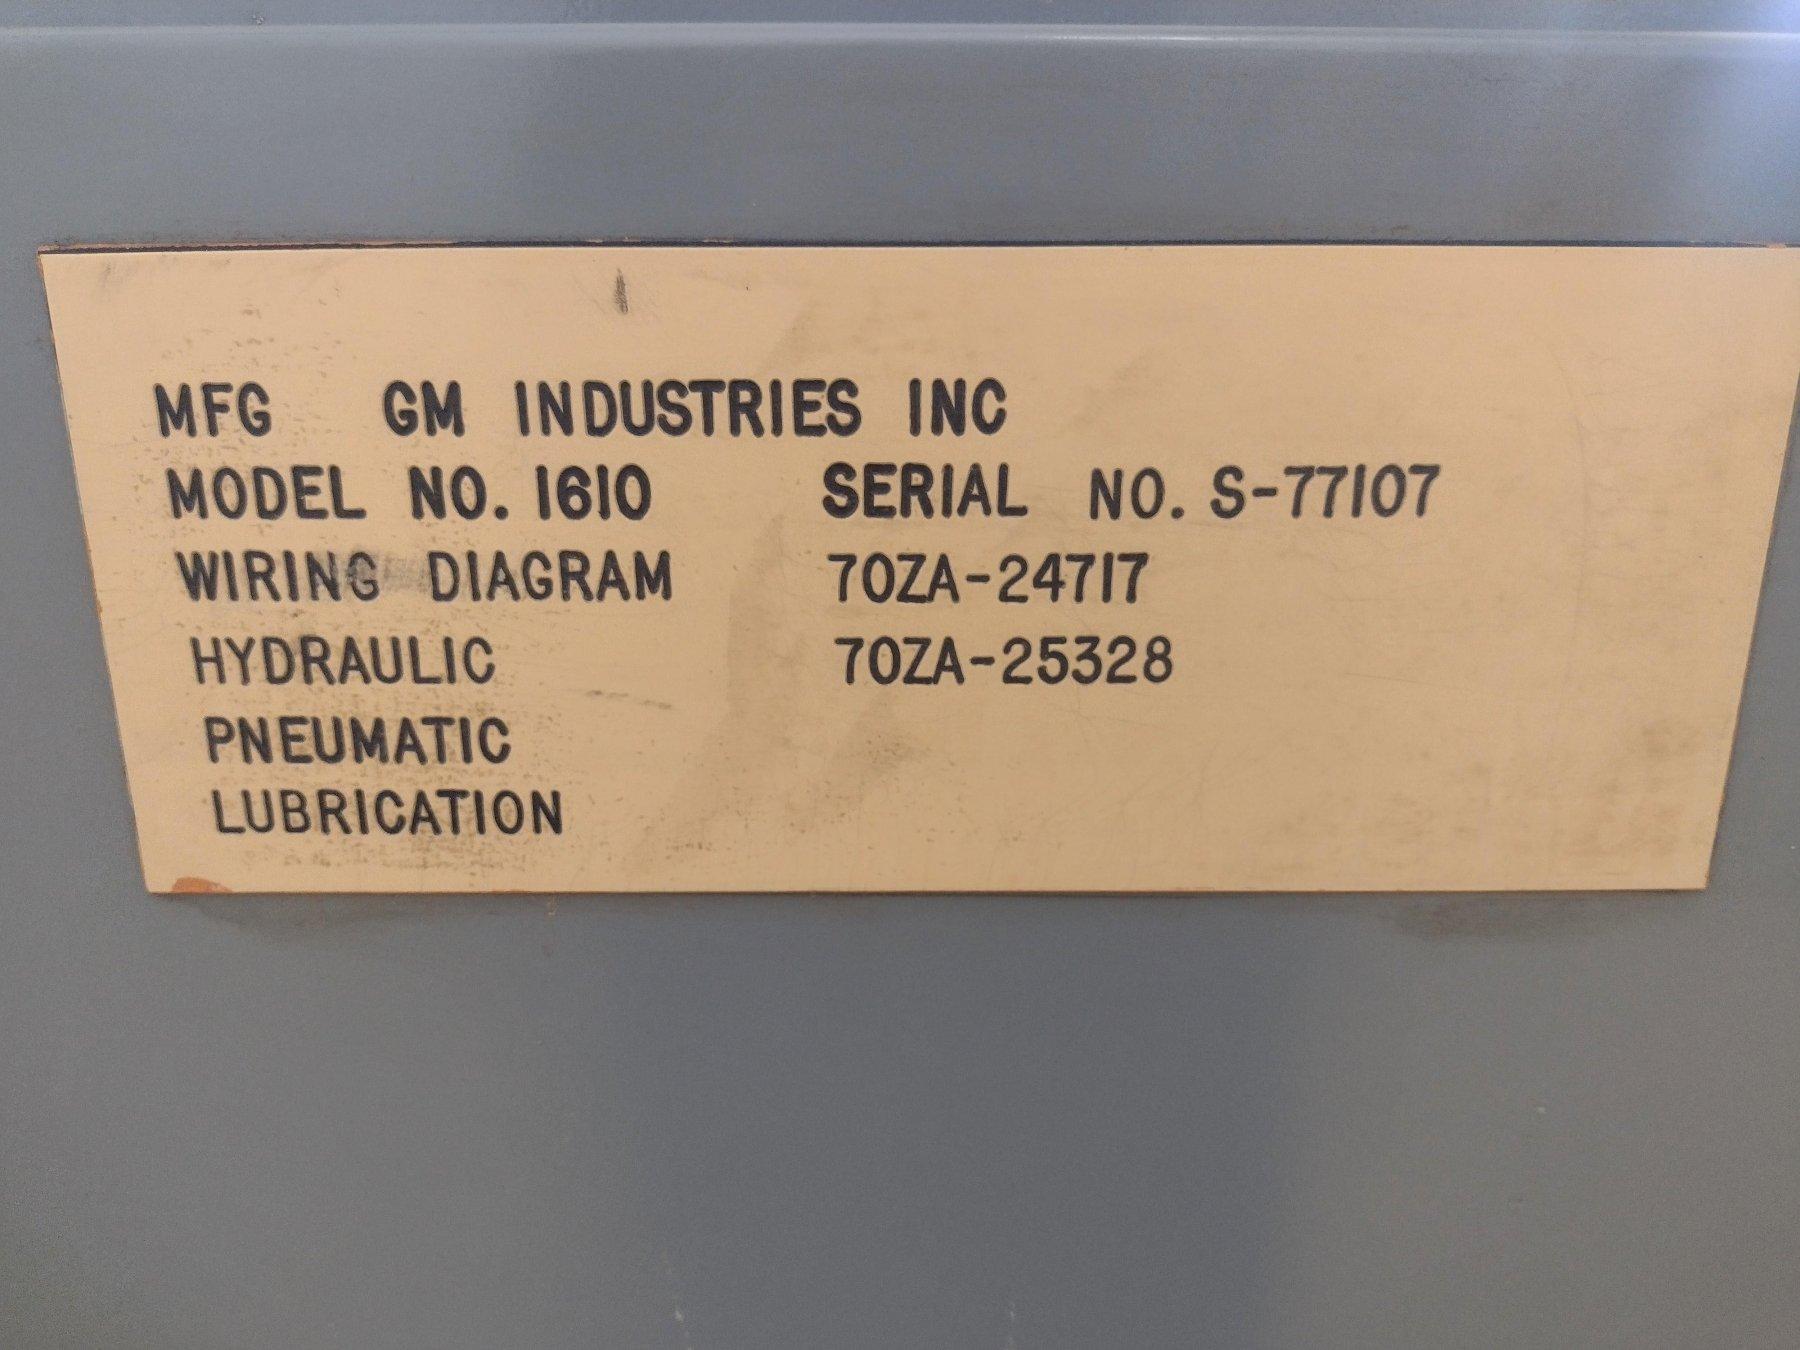 MFG GM INDUSTRIES INC
MODEL NO. 1610 SERIAL NO. S-77107
WIRING DIAGRAM 70ZA-24717
HYDRAULIC 70ZA-25328
PNEUMATIC
LUBRICATION